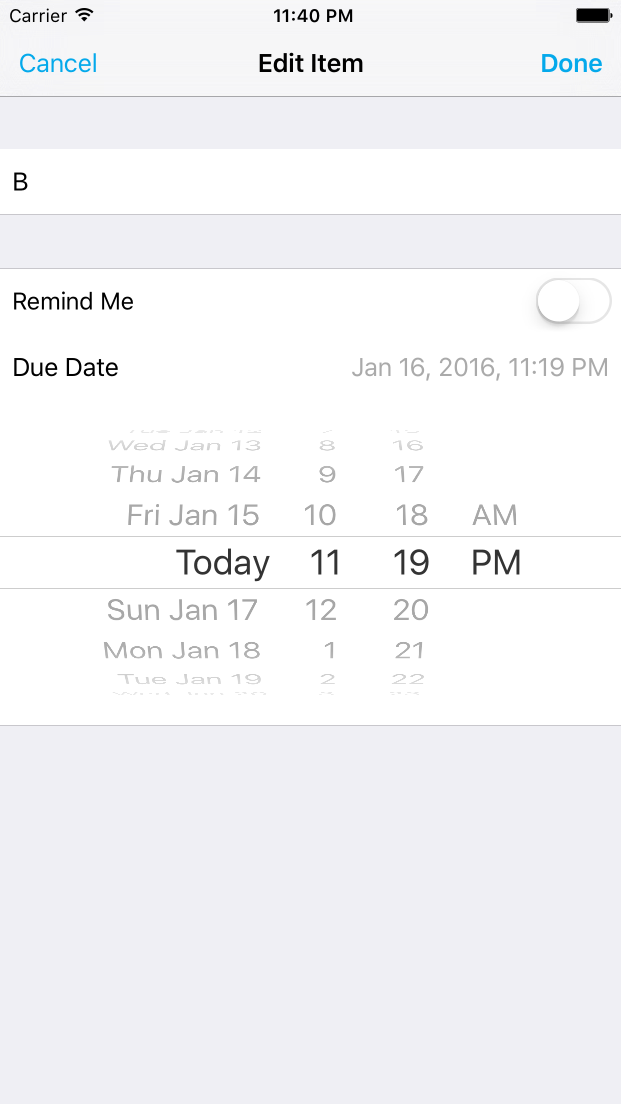 Carrier 11:40 PM
Cancel Edit Item Done
B
Remind Me
Due Date Jan 16, 2016, 11:19 PM
Wed Jan 13 8 16
Thu Jan 14 9 17
Fri Jan 15 10 18 AM
Today 11 19 PM
Sun Jan 17 12 20
Mon Jan 18 1 21
Tue Jan 19 2 22